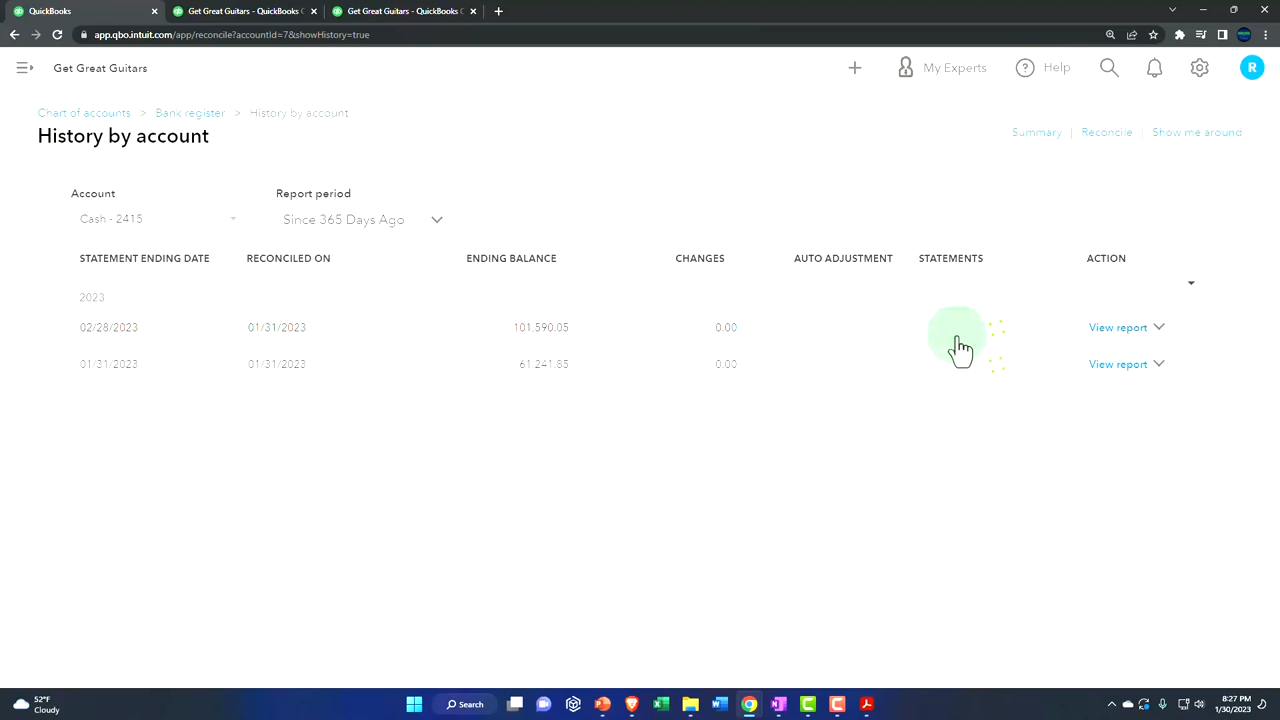 QuickBooks
Get Great Guitars - QuickBooks O
Get Great Guitars - QuickBooks O
app.qbo.intuit.com/app/reconcile?accountId=7&showHistory=true
Get Great Guitars
My Experts
Help
R
Chart of accounts > Bank register > History by account
History by account
Summary | Reconcile | Show me around
Account
Report period
Cash - 2415
Since 365 Days Ago
STATEMENT ENDING DATE RECONCILED ON ENDING BALANCE CHANGES AUTO ADJUSTMENT STATEMENTS ACTION
2023
02/28/2023 01/31/2023 101,590.05 0.00 View report
01/31/2023 01/31/2023 61,241.85 0.00 View report
52°F
Cloudy
Search
8:27 PM
1/30/2023